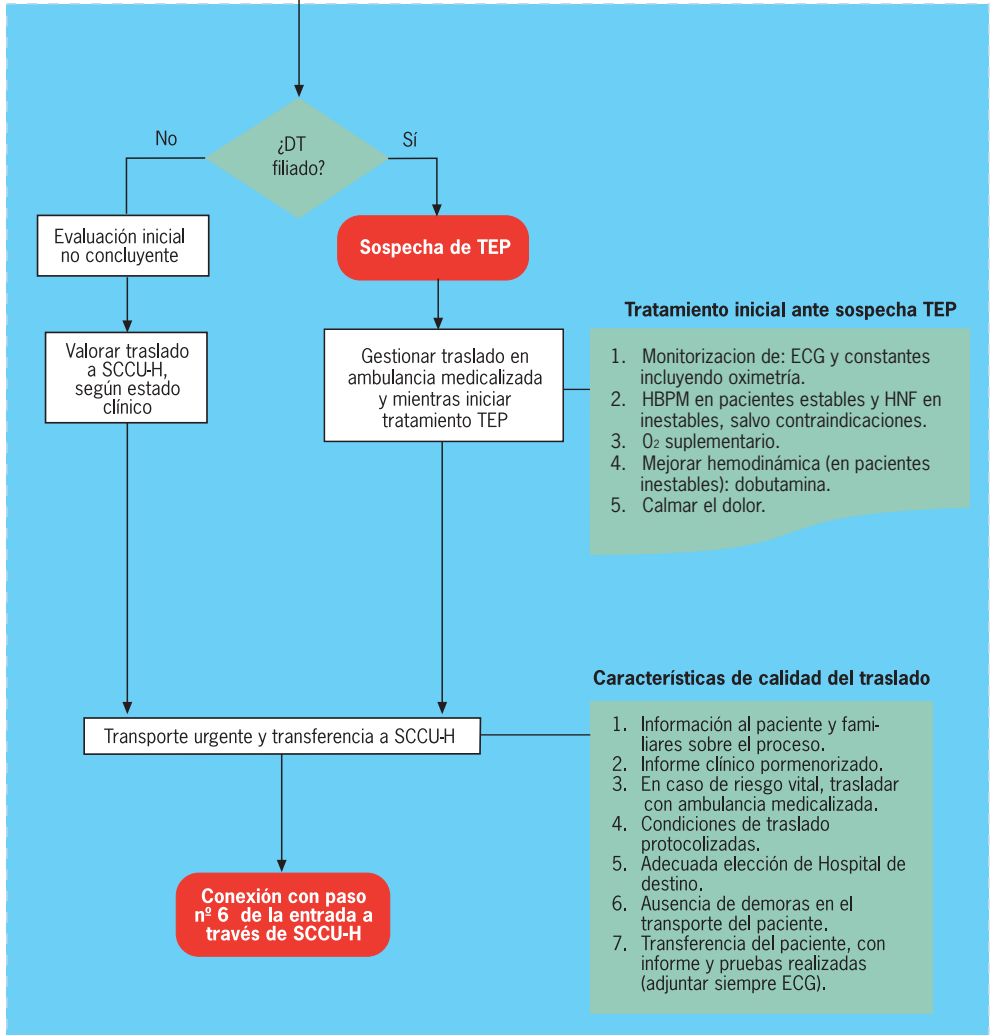 ¿DT
filiado?
No
Sí
Evaluación inicial
no concluyente
Sospecha de TEP
Valorar traslado
a SCCU-H,
según estado
clínico
Gestionar traslado en
ambulancia medicalizada
y mientras iniciar
tratamiento TEP
Tratamiento inicial ante sospecha TEP
1. Monitorizacion de: ECG y constantes
incluyendo oximetría.
2. HBPM en pacientes estables y HNF en
inestables, salvo contraindicaciones.
3. O₂ suplementario.
4. Mejorar hemodinámica (en pacientes
inestables): dobutamina.
5. Calmar el dolor.
Transporte urgente y transferencia a SCCU-H
Características de calidad del traslado
1. Información al paciente y fami-
liares sobre el proceso.
2. Informe clínico pormenorizado.
3. En caso de riesgo vital, trasladar
con ambulancia medicalizada.
4. Condiciones de traslado
protocolizadas.
5. Adecuada elección de Hospital de
destino.
6. Ausencia de demoras en el
transporte del paciente.
7. Transferencia del paciente, con
informe y pruebas realizadas
(adjuntar siempre ECG).
Conexión con paso
nº 6 de la entrada a
través de SCCU-H